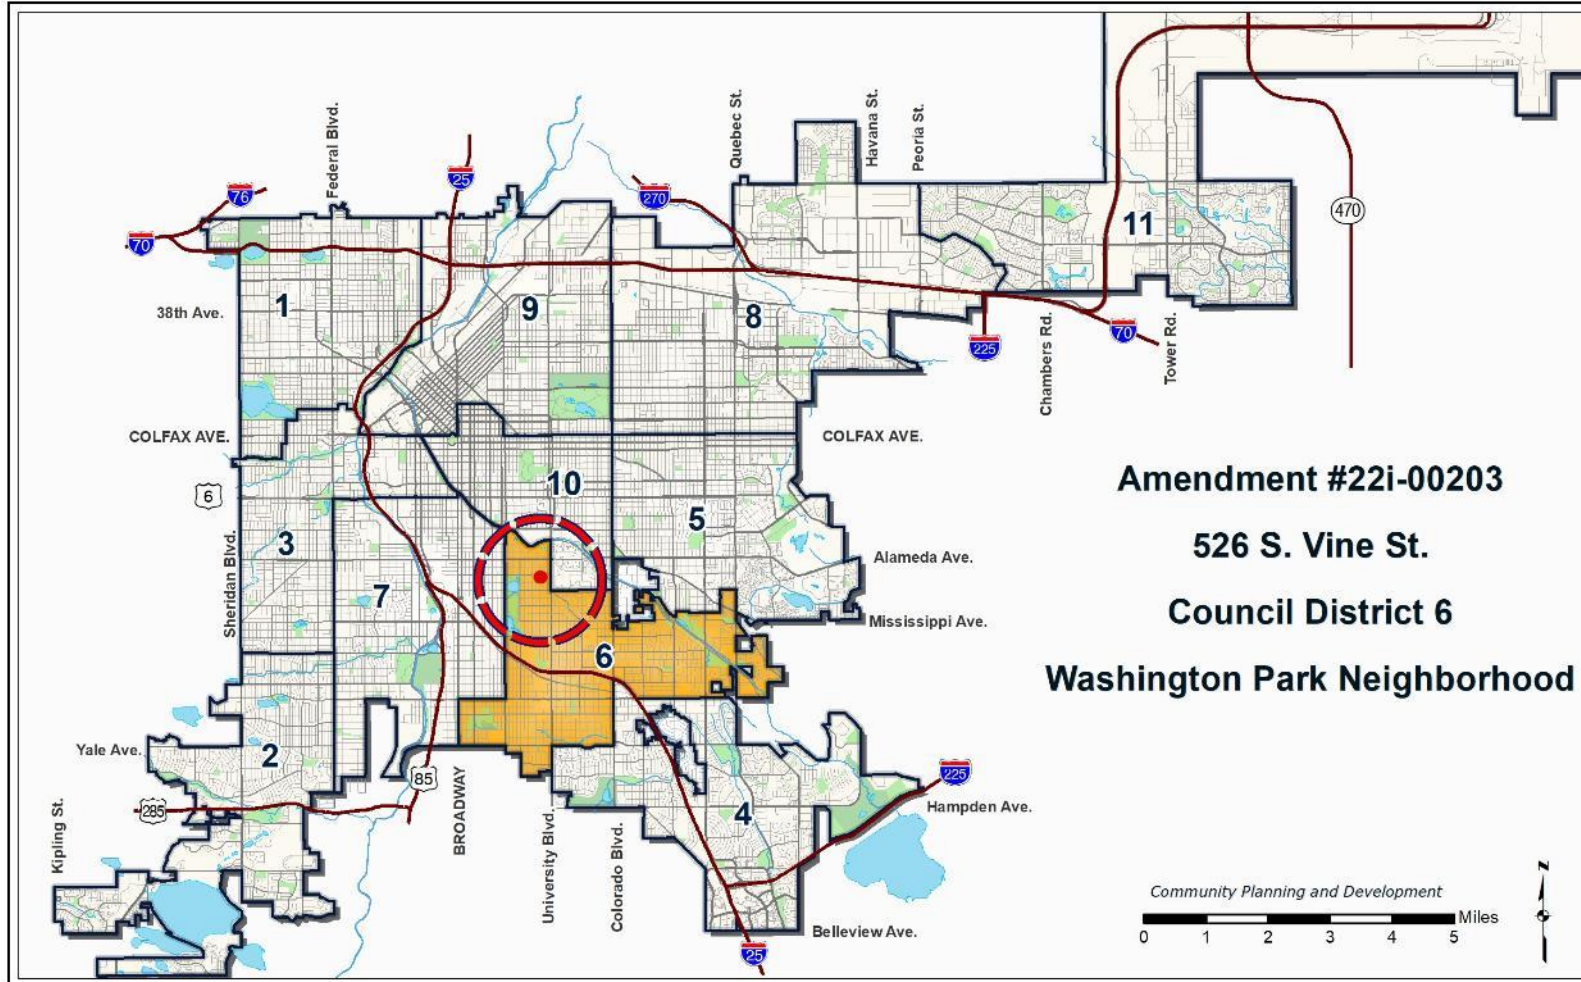 Federal Blvd.
Quebec St.
Havana St.
Peoria St.
76
25
270
70
470
11
1
9
8
38th Ave.
225
Chambers Rd.
70
Tower Rd.
COLFAX AVE.
COLFAX AVE.
6
10
5
3
Sheridan Blvd.
7
Alameda Ave.
Mississippi Ave.
6
Amendment #22i-00203
526 S. Vine St.
Council District 6
Washington Park Neighborhood
Yale Ave.
2
85
BROADWAY
225
285
Kipling St.
University Blvd.
Colorado Blvd.
4
Hampden Ave.
Belleview Ave.
25
Community Planning and Development
Miles
0 1 2 3 4 5
N